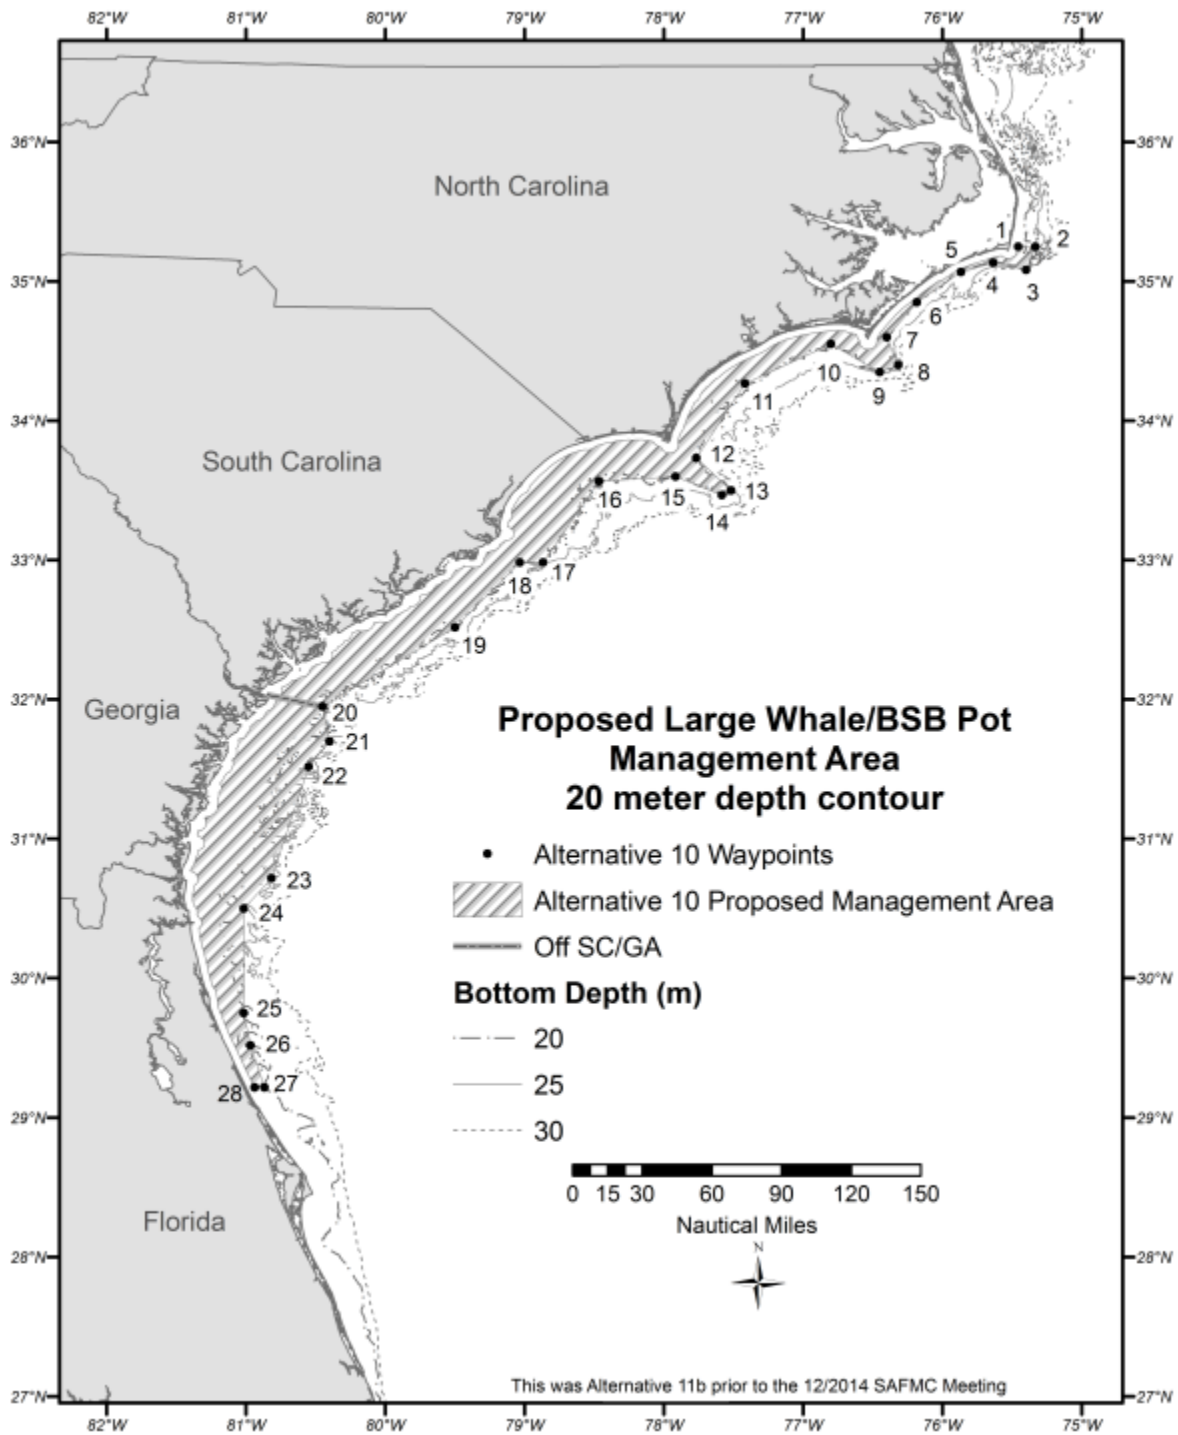 82°W 81°W 80°W 79°W 78°W 77°W 76°W 75°W
36°N 36°N
North Carolina
1 2
5
35°N 35°N
4 3
6
7
10 8
9
11
34°N 34°N
South Carolina
12
16 15 13
14
33°N 33°N
18 17
19
32°N 32°N
Georgia
20
21
22
Proposed Large Whale/BSB Pot
Management Area
20 meter depth contour
31°N 31°N
Alternative 10 Waypoints
23
Alternative 10 Proposed Management Area
24
Off SC/GA
30°N 30°N
Bottom Depth (m)
25
20
26
27
28
25
29°N 29°N
30
0 15 30 60 90 120 150
Nautical Miles
Florida
N
28°N 28°N
This was Alternative 11b prior to the 12/2014 SAFMC Meeting
27°N 27°N
82°W 81°W 80°W 79°W 78°W 77°W 76°W 75°W